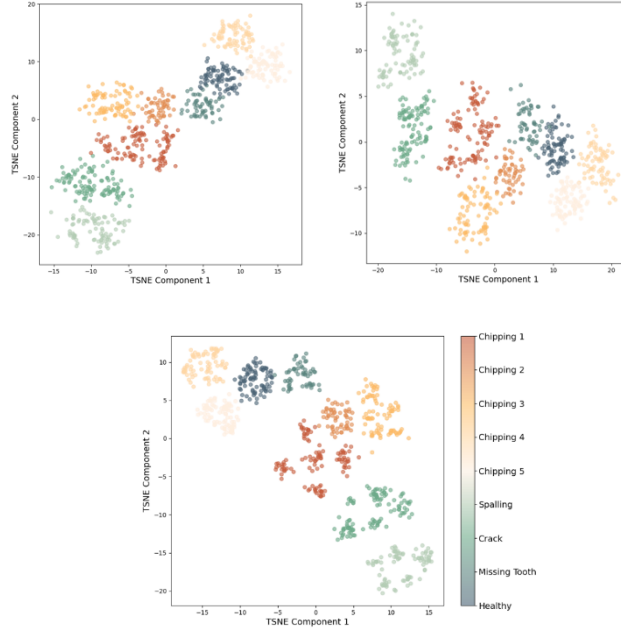 20
10
0
−10
−20
−15
−10
−5
0
5
10
15
TSNE Component 1
TSNE Component 2
15
10
5
0
−5
−10
−20
−10
0
10
20
TSNE Component 1
TSNE Component 2
10
5
0
−5
−10
−15
−20
−15
−10
−5
0
5
10
15
TSNE Component 1
TSNE Component 2
Chipping 1
Chipping 2
Chipping 3
Chipping 4
Chipping 5
Spalling
Crack
Missing Tooth
Healthy